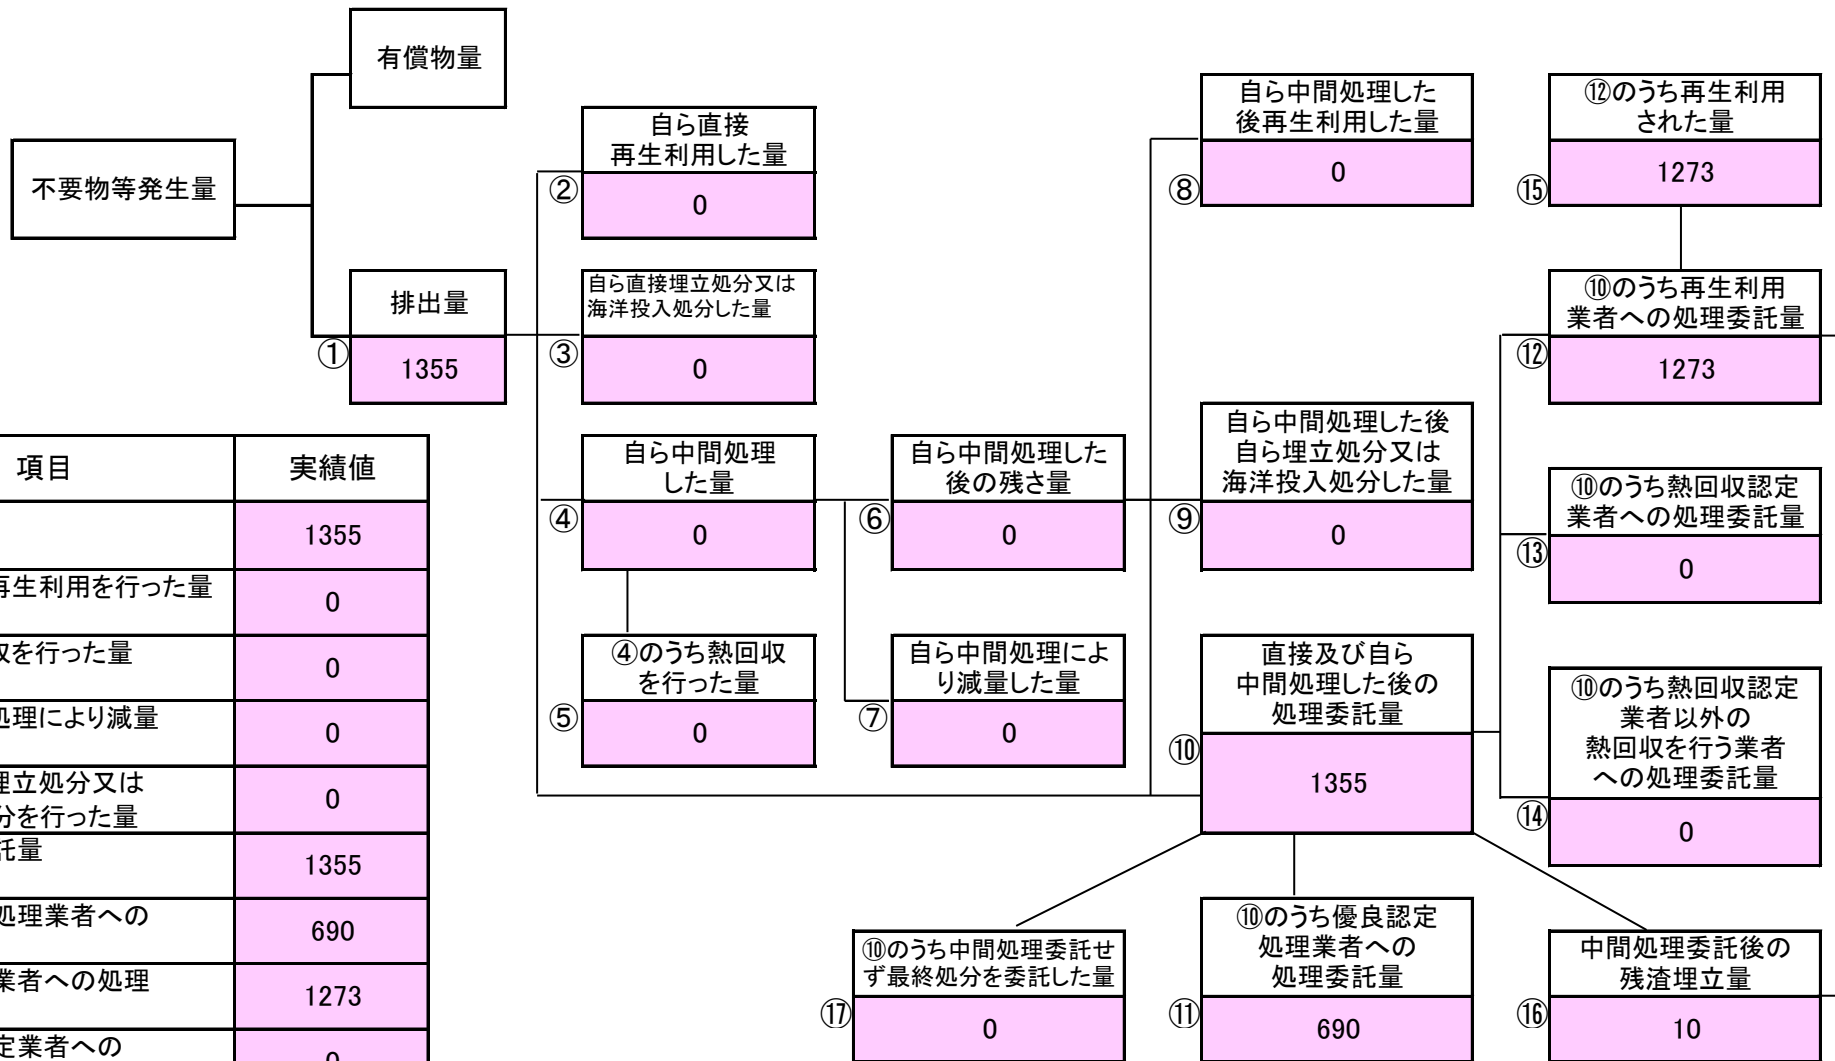 有償物量
不要物等発生量
排出量
①
1355
自ら直接
再生利用した量
②
0
自ら直接埋立処分又は
海洋投入処分した量
③
0
自ら中間処理
した量
④
0
④のうち熱回収
を行った量
⑤
0
自ら中間処理した
後の残さ量
⑥
0
自ら中間処理によ
り減量した量
⑦
0
自ら中間処理した
後再生利用した量
⑧
0
自ら中間処理した後
自ら埋立処分又は
海洋投入処分した量
⑨
0
直接及び自ら
中間処理した後の
処理委託量
⑩
1355
⑫のうち再生利用
された量
⑮
1273
⑩のうち再生利用
業者への処理委託量
⑫
1273
⑩のうち熱回収認定
業者への処理委託量
⑬
0
⑩のうち熱回収認定
業者以外の
熱回収を行う業者
への処理委託量
⑭
0
⑩のうち中間処理委託せ
ず最終処分を委託した量
⑰
0
⑩のうち優良認定
処理業者への
処理委託量
⑪
690
中間処理委託後の
残渣埋立量
⑯
10
項目 実績値
1355
再生利用を行った量 0
を行った量 0
処理により減量 0
埋立処分又は
を行った量 0
託量 1355
処理業者への 690
業者への処理 1273
定業者への 0